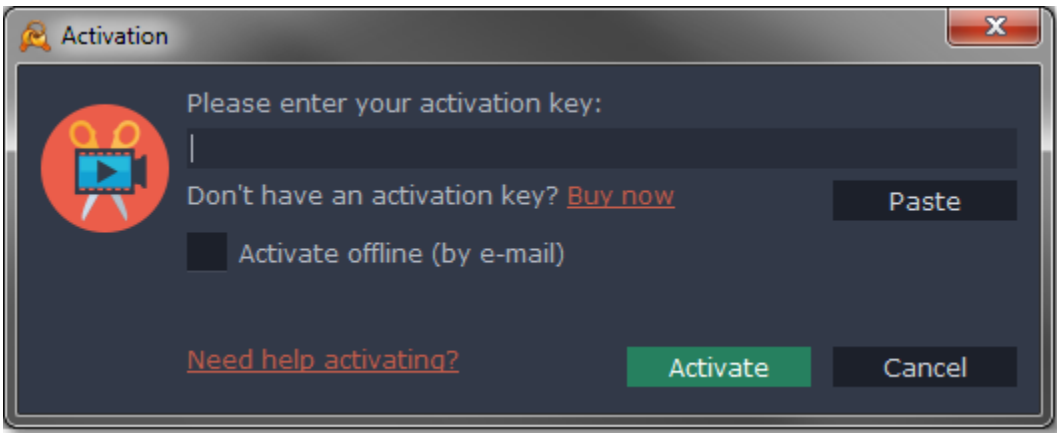 Activation
Please enter your activation key:
Don't have an activation key? Buy now
Paste
Activate offline (by e-mail)
Need help activating?
Activate
Cancel